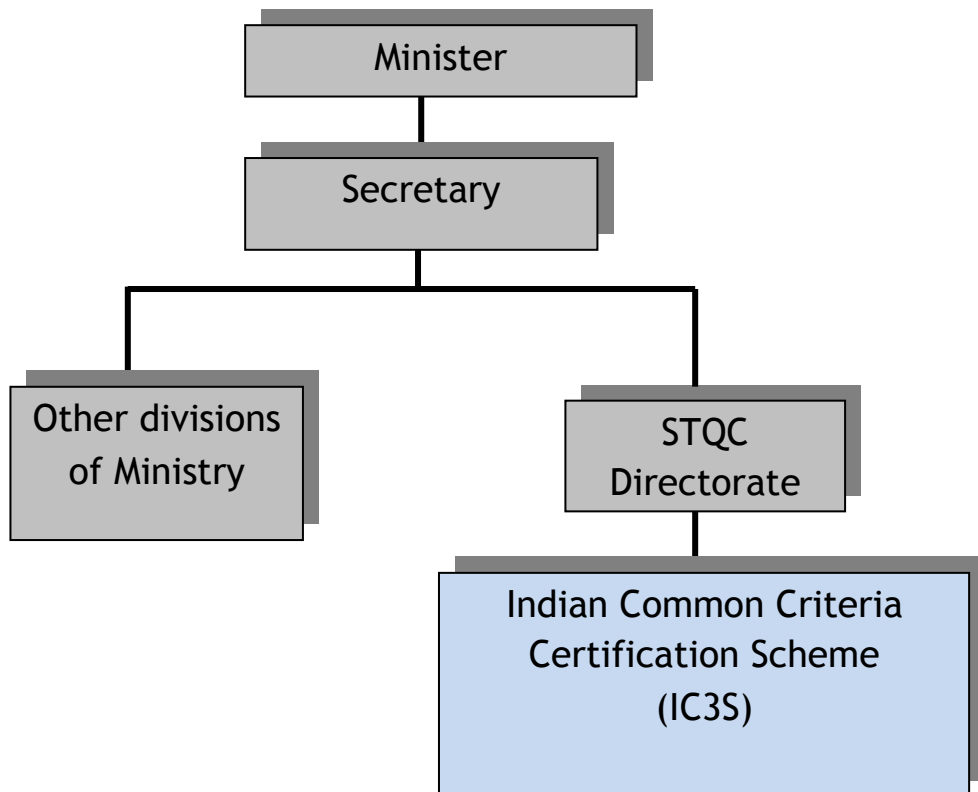 Minister
Secretary
Other divisions
of Ministry
STQC
Directorate
Indian Common Criteria
Certification Scheme
(IC3S)